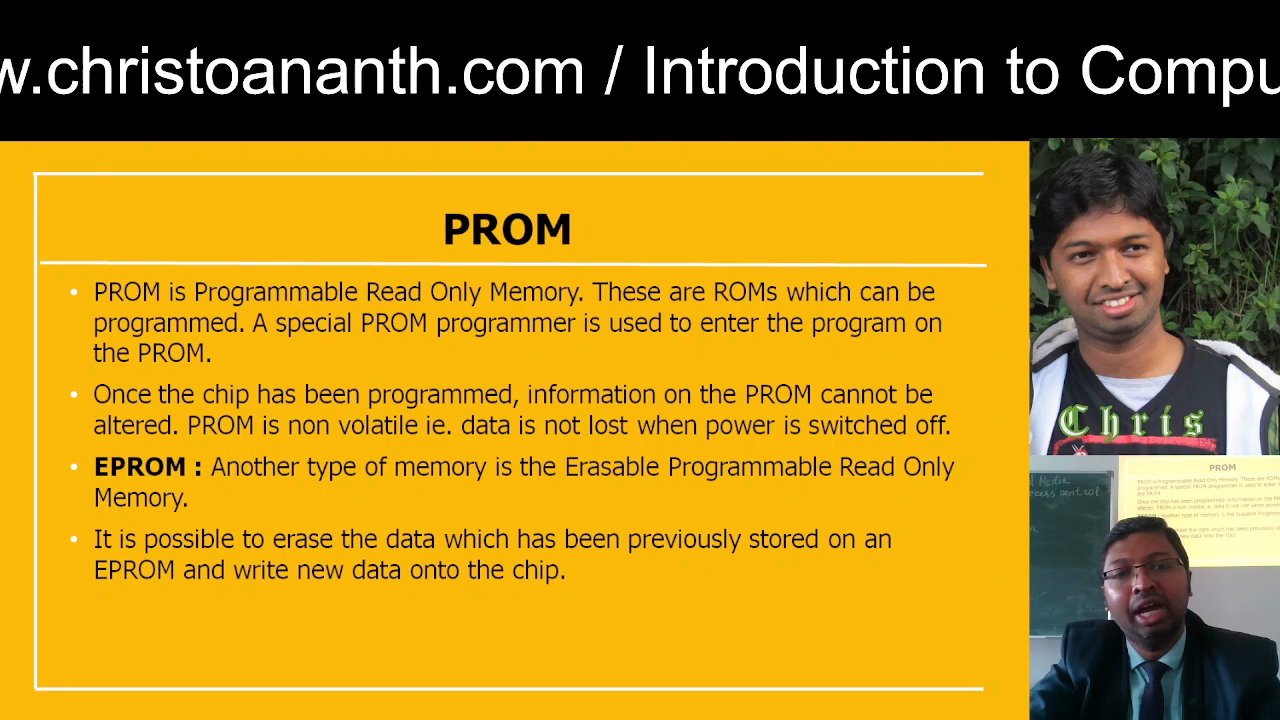 w.christoananth.com / Introduction to Compu
PROM
PROM is Programmable Read Only Memory. These are ROMs which can be
programmed. A special PROM programmer is used to enter the program on
the PROM.
Once the chip has been programmed, information on the PROM cannot be
altered. PROM is non volatile ie. data is not lost when power is switched off.
EPROM : Another type of memory is the Erasable Programmable Read Only
Memory.
It is possible to erase the data which has been previously stored on an
EPROM and write new data onto the chip.
Chris
Media
control
PROM